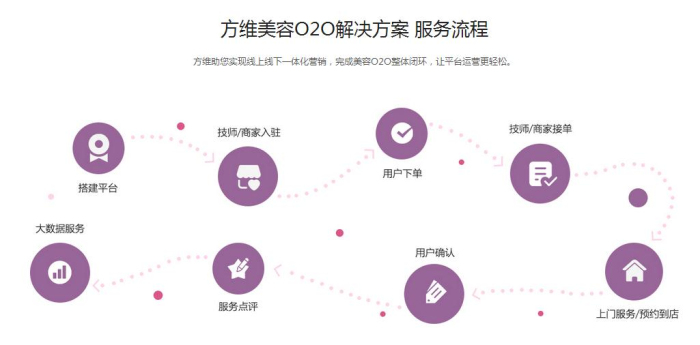 方维美容O2O解决方案 服务流程
方维助您实现线上线下一体化营销，完成美容O2O整体闭环，让平台运营更轻松。
搭建平台
技师/商家入驻
用户下单
技师/商家接单
上门服务/预约到店
用户确认
服务点评
大数据服务